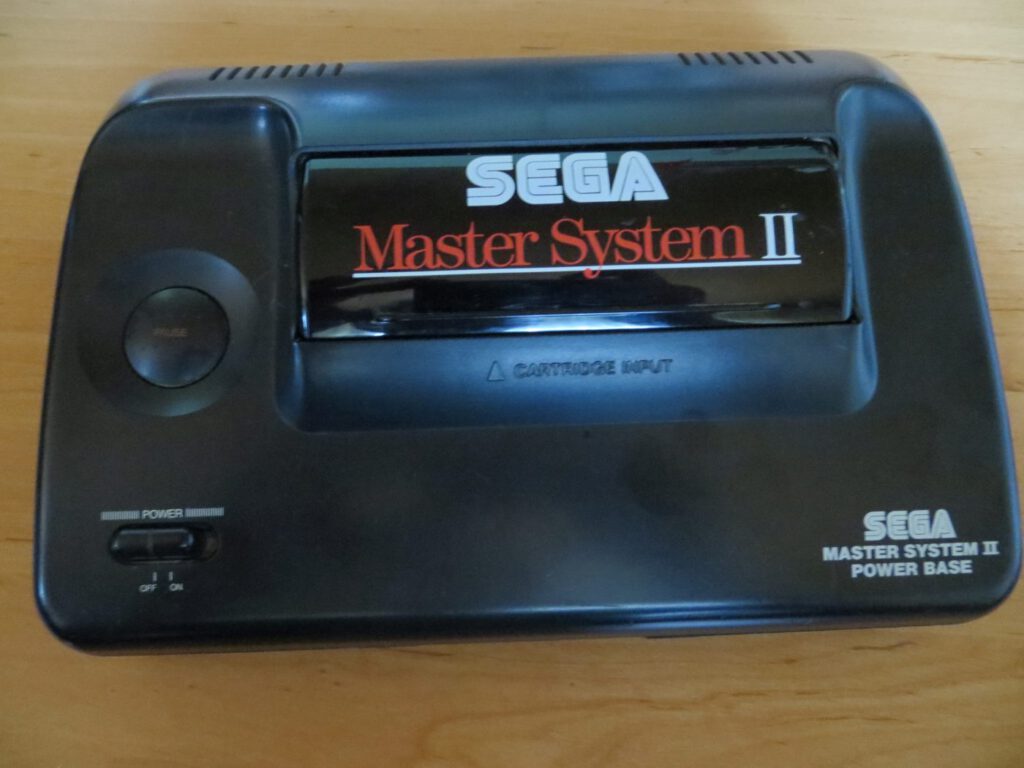 SEGA
Master System II
PAUSE
CARTRIDGE INPUT
POWER
OFF ON
SEGA
MASTER SYSTEM II
POWER BASE